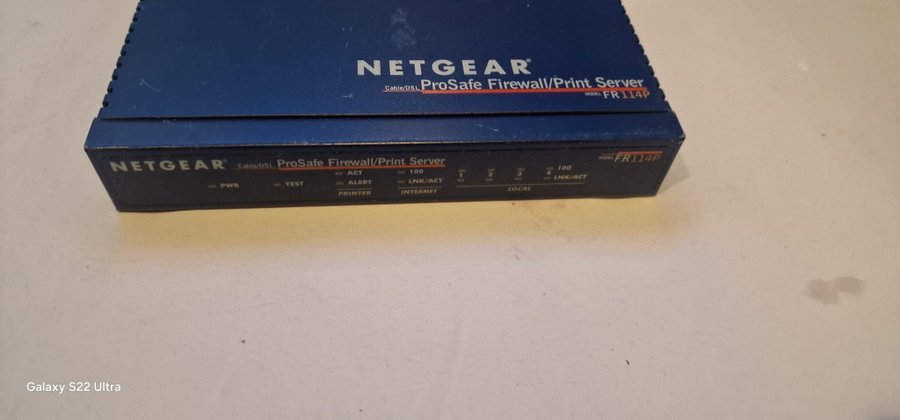 NETGEAR®
Cable/DSL ProSafe Firewall/Print Server
MODEL FR114P
NETGEAR® Cable/DSL ProSafe Firewall/Print Server MODEL FR114P
PWR TEST ACT 100 1 2 3 4 100
ALERT LNK/ACT LNK/ACT
PRINTER INTERNET LOCAL
Galaxy S22 Ultra